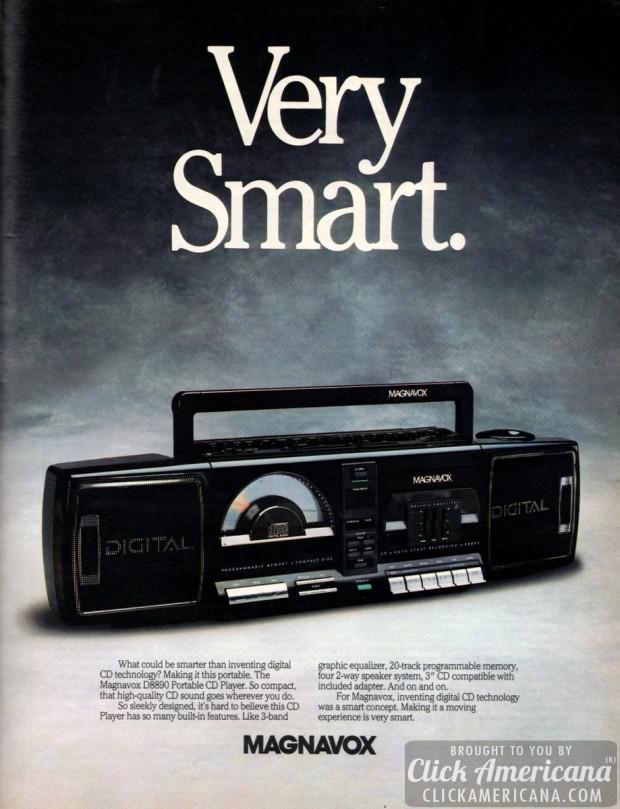 Very
Smart.
MAGNAVOX
MAGNAVOX
DIGITAL
DIGITAL
PROGRAMMABLE MEMORY • COMPACT DISC
What could be smarter than inventing digital
CD technology? Making it this portable. The
Magnavox D8890 Portable CD Player. So compact,
that high-quality CD sound goes wherever you do.
So sleekly designed, it's hard to believe this CD
Player has so many built-in features. Like 3-band
graphic equalizer, 20-track programmable memory,
four 2-way speaker system, 3" CD compatible with
included adapter. And on and on.
For Magnavox, inventing digital CD technology
was a smart concept. Making it a moving
experience is very smart.
MAGNAVOX
BROUGHT TO YOU BY
Click Americana (R)
CLICKAMERICANA.COM